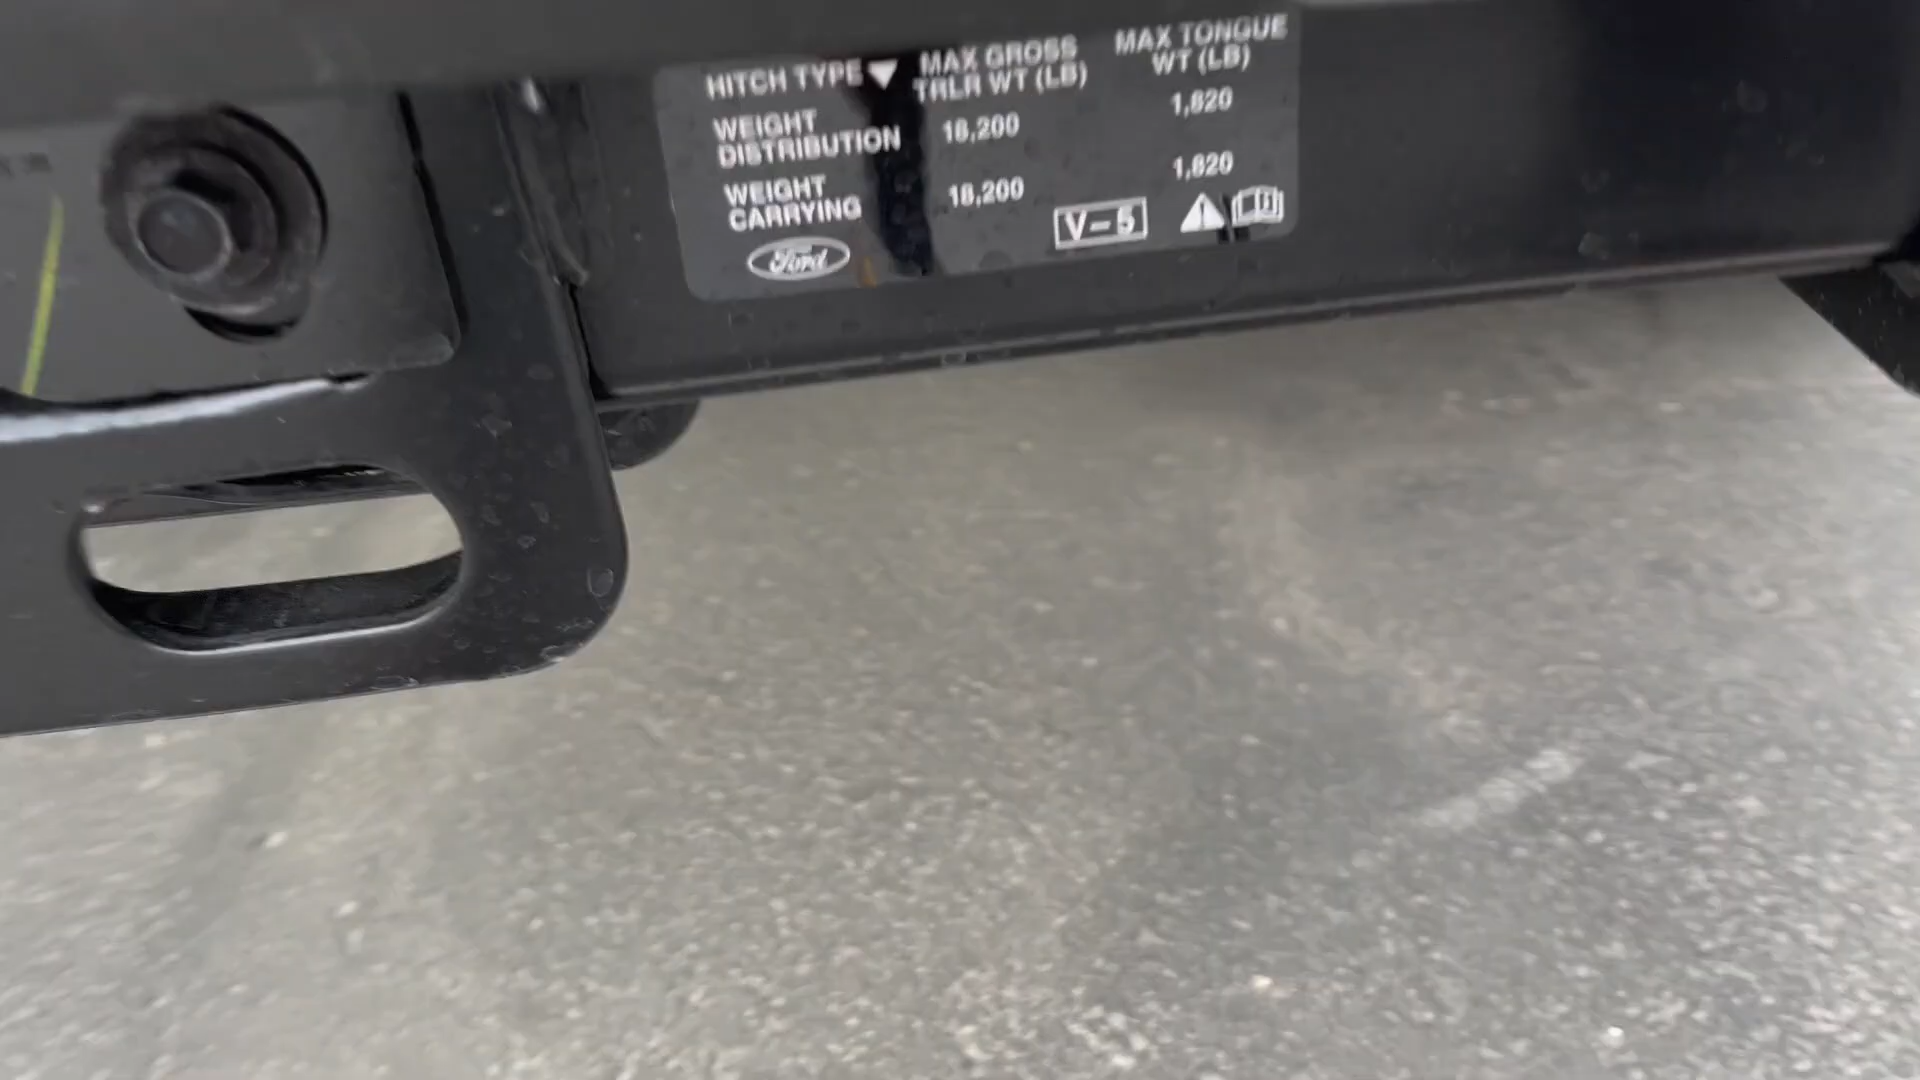 HITCH TYPE▼ MAX GROSS TRLR WT (LB) MAX TONGUE WT (LB)
WEIGHT DISTRIBUTION 18,200 1,820
WEIGHT CARRYING 18,200 1,820
Ford V-5